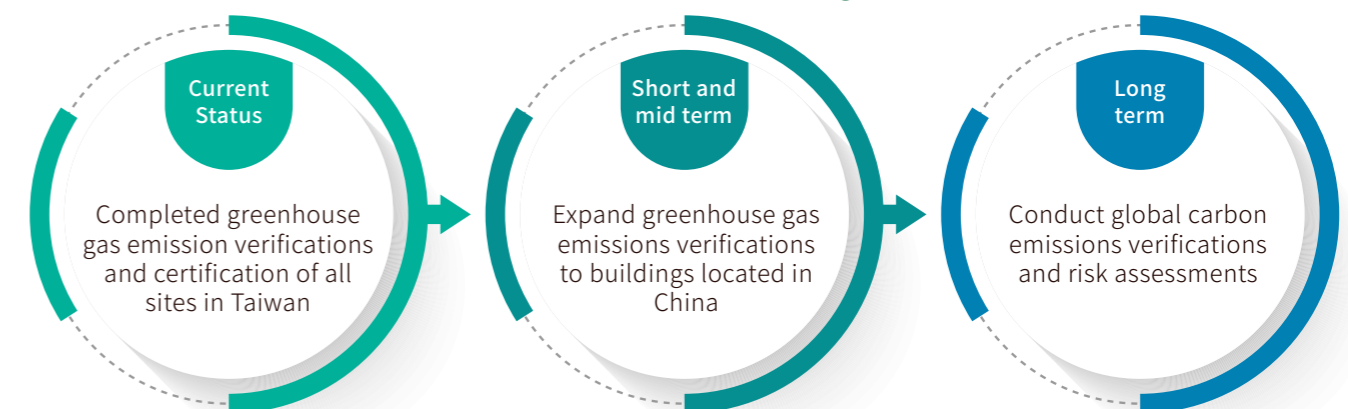 Current
Status
Completed greenhouse
gas emission verifications
and certification of all
sites in Taiwan
Short and
mid term
Expand greenhouse gas
emissions verifications
to buildings located in
China
Long
term
Conduct global carbon
emissions verifications
and risk assessments